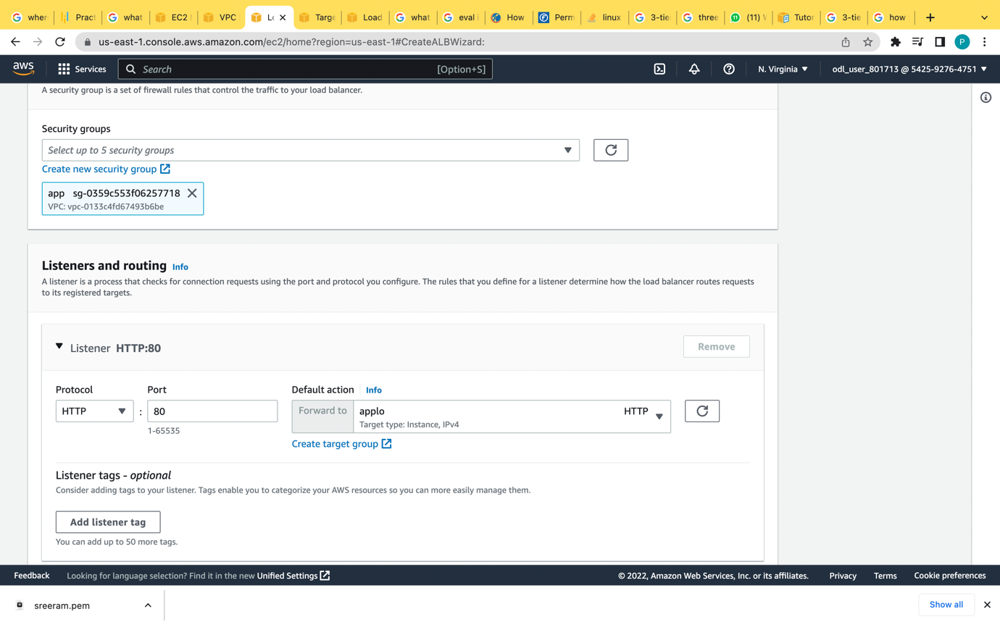 wher
Pract
what
EC2
VPC
Lo
Targe
Load
what
eval i
How
Perm
linux
3-tie
three
(11) W
Tutor
3-tie
how
us-east-1.console.aws.amazon.com/ec2/home?region=us-east-1#CreateALBWizard:
P
aws
Services
Search
[Option+S]
N. Virginia
odl_user_801713 @ 5425-9276-4751
A security group is a set of firewall rules that control the traffic to your load balancer.
Security groups
Select up to 5 security groups
Create new security group
app sg-0359c553f06257718
VPC: vpc-0133c4fd67493b6be
Listeners and routing Info
A listener is a process that checks for connection requests using the port and protocol you configure. The rules that you define for a listener determine how the load balancer routes requests
to its registered targets.
Listener HTTP:80
Remove
Protocol
Port
Default action Info
HTTP
:
80
Forward to
applo
HTTP
Target type: Instance, IPv4
1-65535
Create target group
Listener tags - optional
Consider adding tags to your listener. Tags enable you to categorize your AWS resources so you can more easily manage them.
Add listener tag
You can add up to 50 more tags.
Feedback
Looking for language selection? Find it in the new Unified Settings
© 2022, Amazon Web Services, Inc. or its affiliates.
Privacy
Terms
Cookie preferences
sreeram.pem
Show all